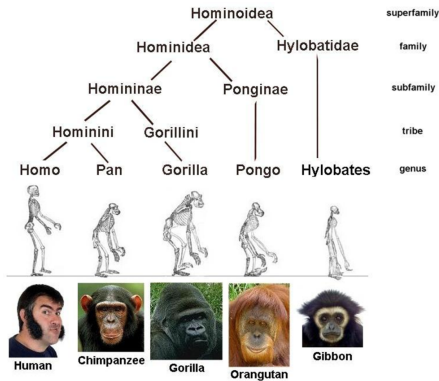 Hominoidea superfamily
Hominidea Hylobatidae family
Homininae Ponginae subfamily
Hominini Gorillini tribe
Homo Pan Gorilla Pongo Hylobates genus
Human Chimpanzee Gorilla Orangutan Gibbon